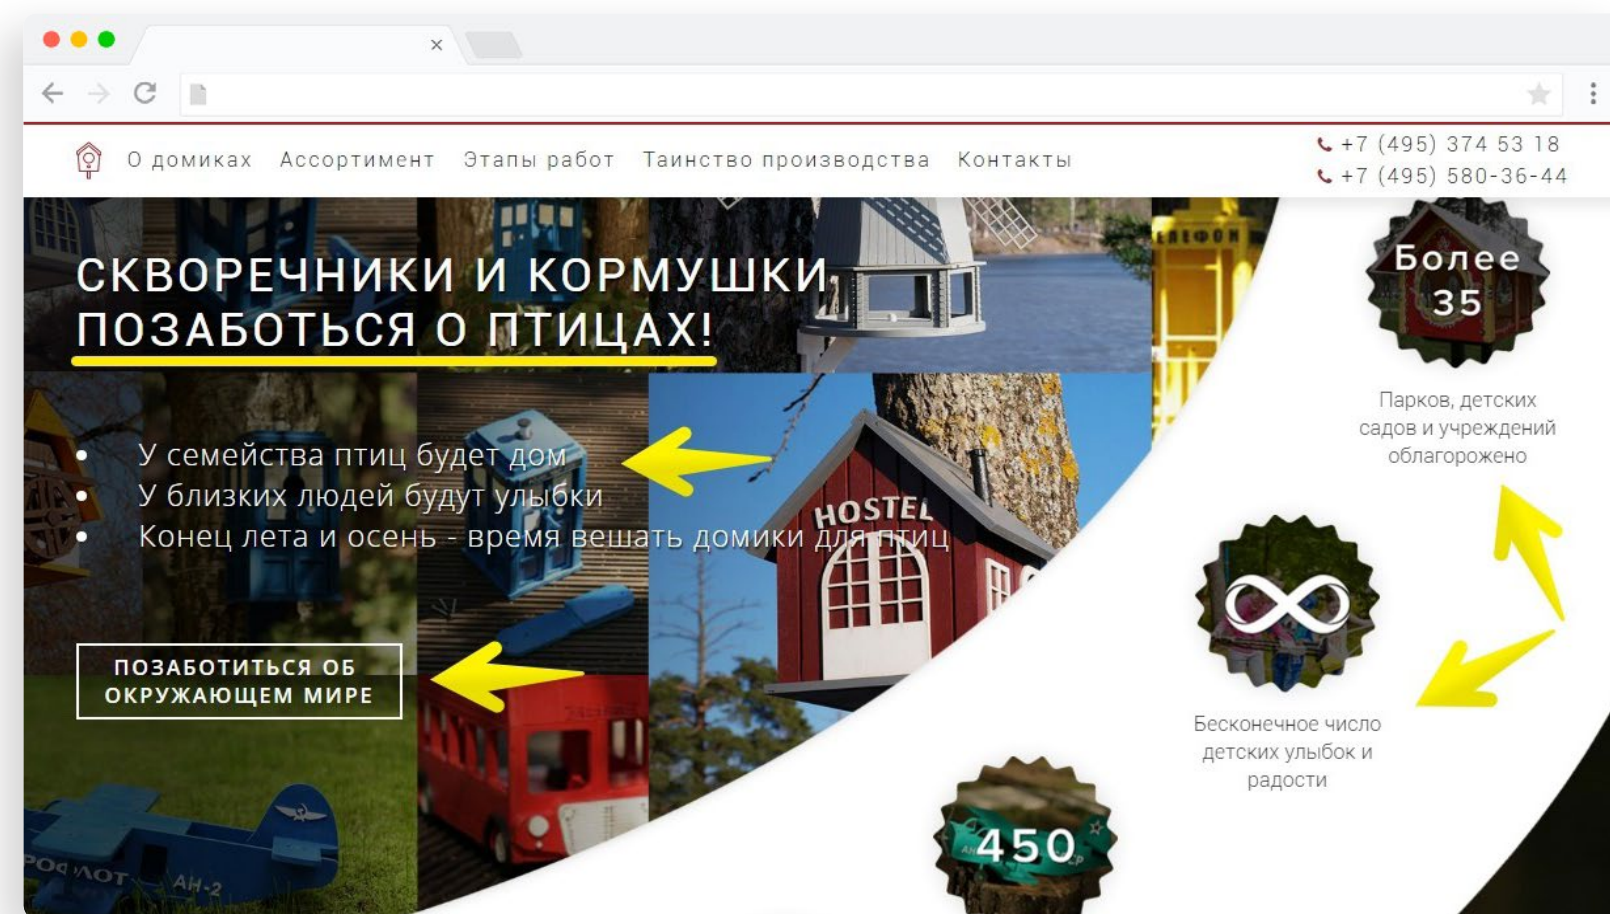 О домиках Ассортимент Этапы работ Таинство производства Контакты
+7 (495) 374 53 18
+7 (495) 580-36-44
СКВОРЕЧНИКИ И КОРМУШКИ
ПОЗАБОТЬСЯ О ПТИЦАХ!
У семейства птиц будет дом
У близких людей будут улыбки
Конец лета и осень - время вешать домики для птиц
ПОЗАБОТИТЬСЯ ОБ
ОКРУЖАЮЩЕМ МИРЕ
HOSTEL
АН-2
Более
35
Парков, детских
садов и учреждений
облагорожено
Бесконечное число
детских улыбок и
радости
450